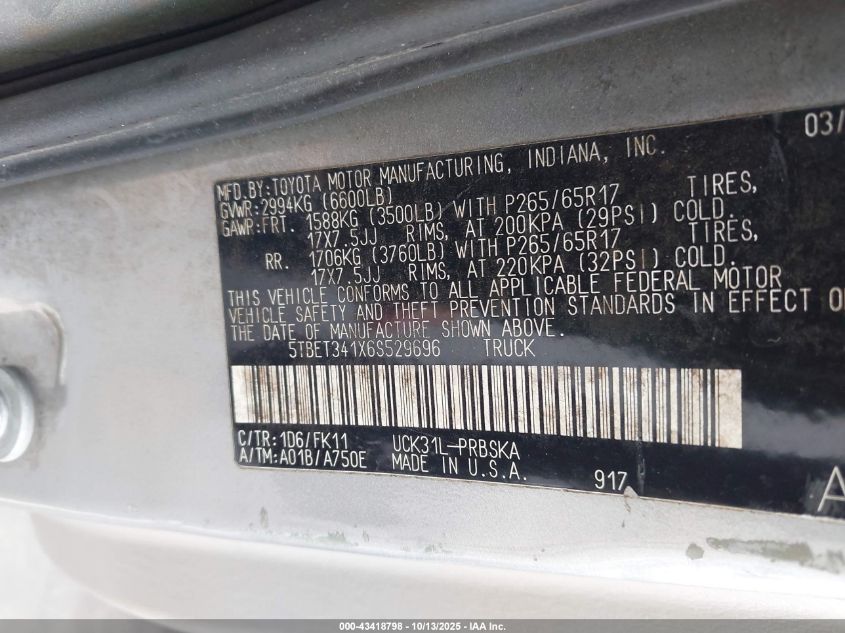 03/
MFD.BY:TOYOTA MOTOR MANUFACTURING, INDIANA, INC.
GVWR:2994KG (6600LB)
GAWP:FRT. 1588KG (3500LB) WITH P265/65R17 TIRES,
17X7.5JJ RIMS, AT 200KPA (29PSI) COLD.
RR. 1706KG (3760LB) WITH P265/65R17 TIRES,
17X7.5JJ RIMS, AT 220KPA (32PSI) COLD.
THIS VEHICLE CONFORMS TO ALL APPLICABLE FEDERAL MOTOR
VEHICLE SAFETY AND THEFT PREVENTION STANDARDS IN EFFECT O
THE DATE OF MANUFACTURE SHOWN ABOVE.
5TBET341X6S529696 TRUCK
C/TR:1D6/FK11 UCK31L-PRBSKA
A/TM:A01B/A750E MADE IN U.S.A.
917
A
000-43418798 - 10/13/2025 - IAA Inc.